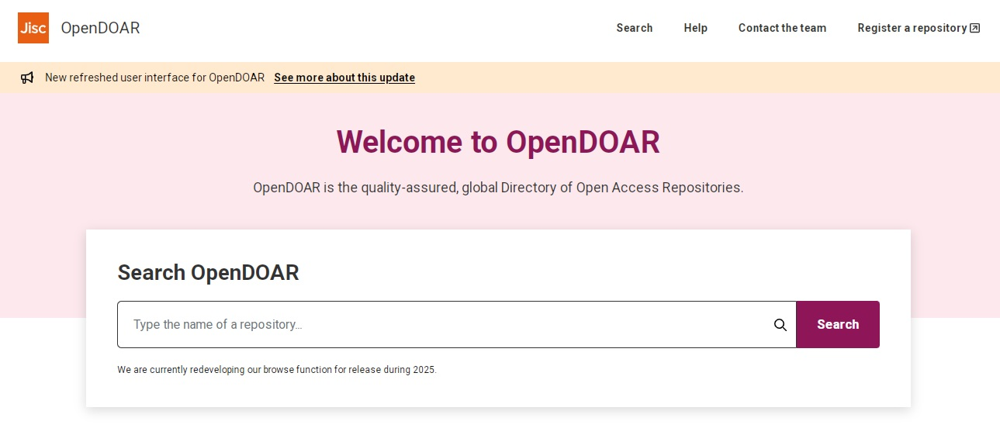 Jisc OpenDOAR Search Help Contact the team Register a repository
New refreshed user interface for OpenDOAR See more about this update
Welcome to OpenDOAR
OpenDOAR is the quality-assured, global Directory of Open Access Repositories.
Search OpenDOAR
Type the name of a repository... Search
We are currently redeveloping our browse function for release during 2025.